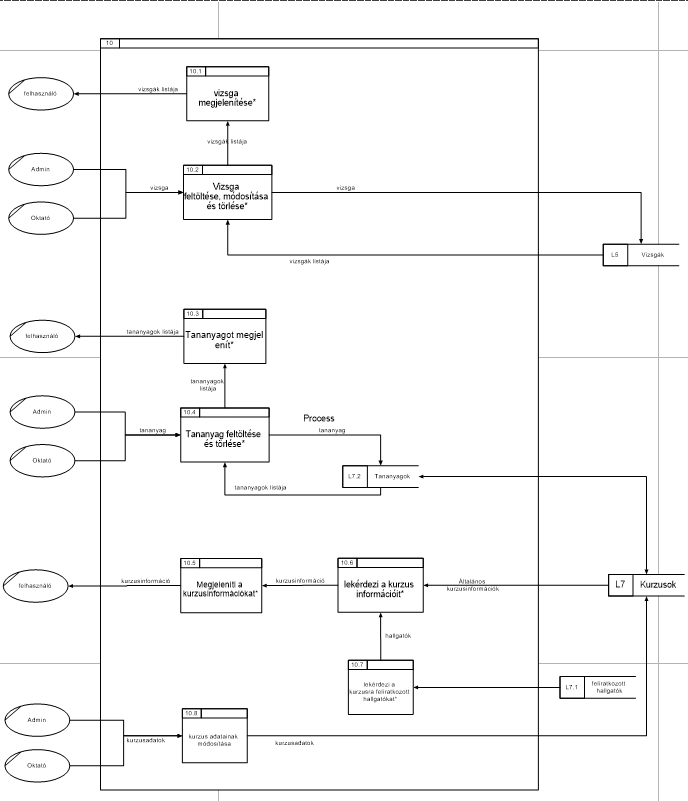 10
10.1
vizsga
megjelenítése*
felhasználó
vizsgák listája
vizsgák listája
10.2
Vizsga
feltöltése, módosítása
és törlése*
Admin
Oktató
vizsga
vizsga
L5
Vizsgák
vizsgák listája
10.3
Tananyagot megjel
enít*
felhasználó
tananyagok listája
tananyagok
listája
10.4
Tananyag feltöltése
és törlése*
Admin
Oktató
tananyag
Process
tananyag
L7.2
Tananyagok
tananyagok listája
10.5
Megjeleníti a
kurzusinformációkat*
felhasználó
kurzusinformáció
kurzusinformáció
10.6
lekérdezi a kurzus
információit*
Általános
kurzusinformációk
L7
Kurzusok
hallgatók
10.7
lekérdezi a
kurzusra feliratkozott
hallgatókat*
L7.1
feliratkozott
hallgatók
10.8
kurzus adatainak
módosítása
Admin
Oktató
kurzusadatok
kurzusadatok